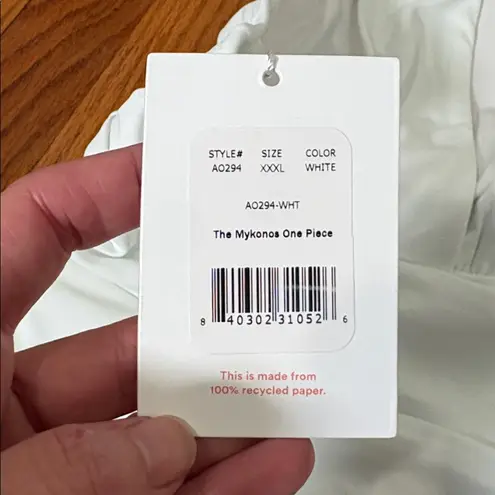 STYLE# SIZE COLOR
AO294 XXXL WHITE
AO294-WHT
The Mykonos One Piece
8 40302 31052 6
This is made from
100% recycled paper.